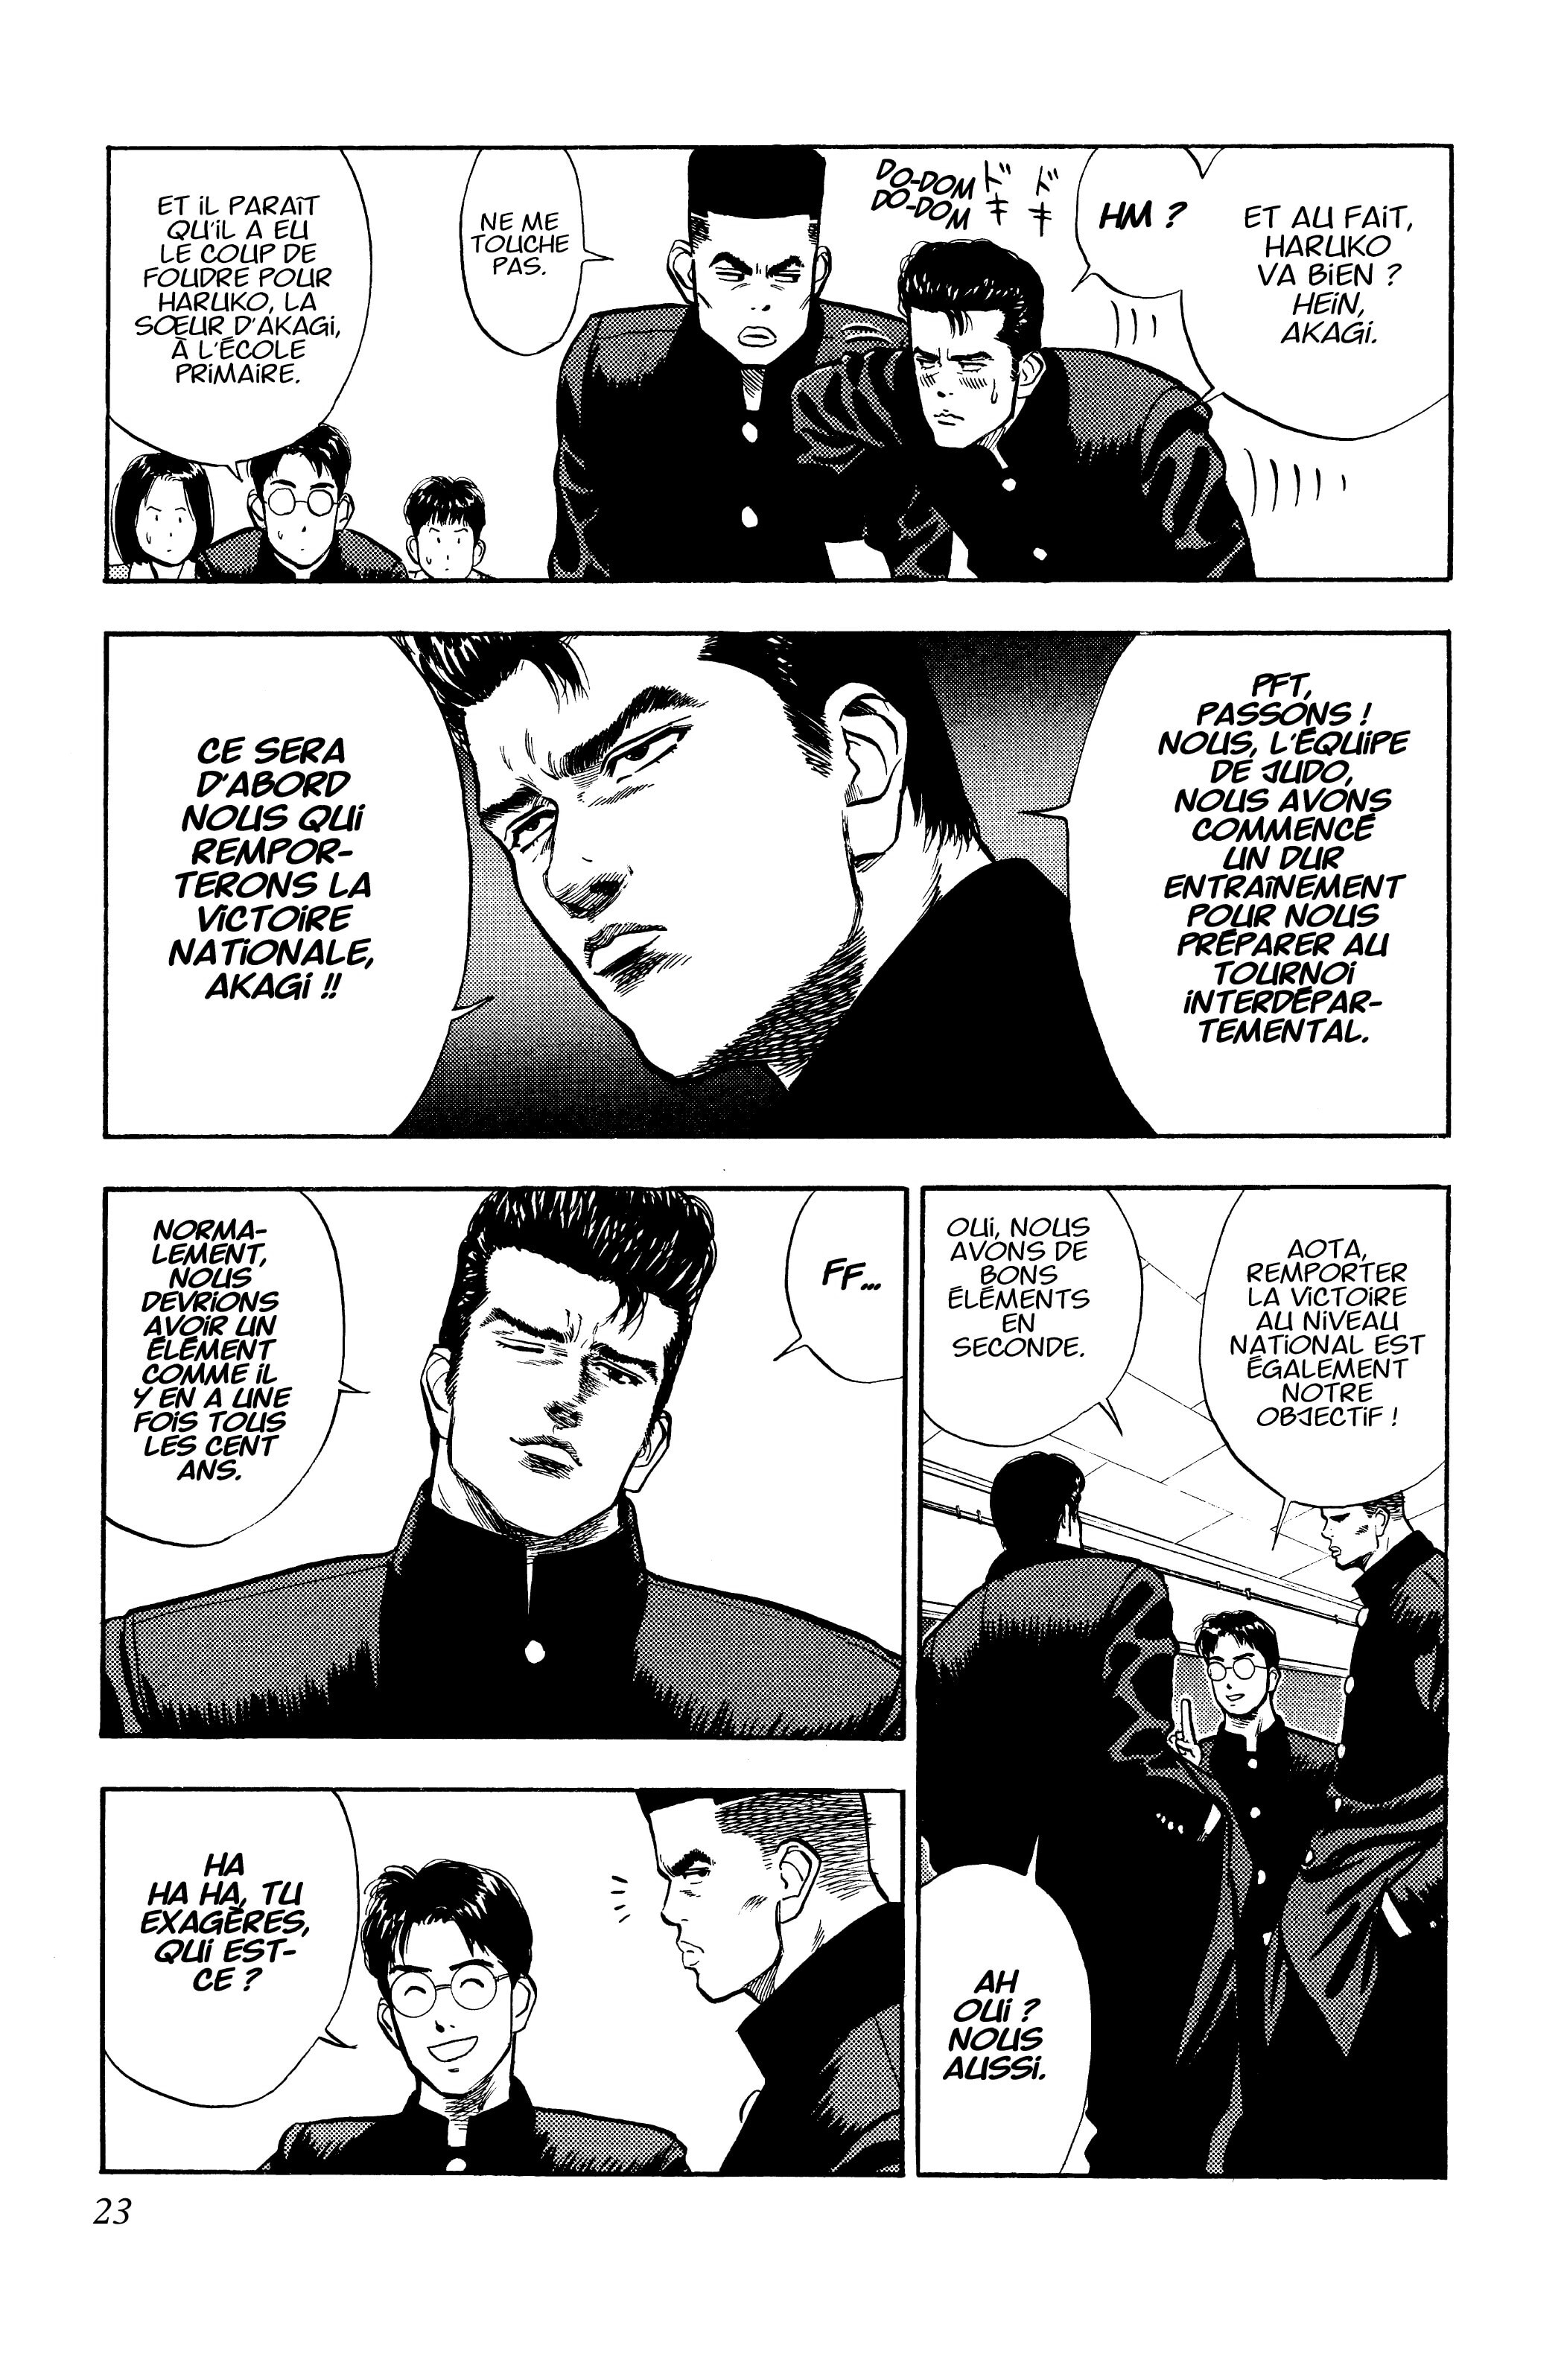 ET AU FAIT,
HARUKO
VA BIEN ?
HEIN,
AKAGI.
HM ?
ドキ
ドキ
DO-DOM
DO-DOM
NE ME
TOUCHE
PAS.
ET IL PARAÎT
QU'IL A EU
LE COUP DE
FOUDRE POUR
HARUKO, LA
SŒUR D'AKAGI,
À L'ÉCOLE
PRIMAIRE.
PFT,
PASSONS !
NOUS, L'ÉQUIPE
DE JUDO,
NOUS AVONS
COMMENCÉ
UN DUR
ENTRAÎNEMENT
POUR NOUS
PRÉPARER AU
TOURNOI
INTERDÉPAR-
TEMENTAL.
CE SERA
D'ABORD
NOUS QUI
REMPOR-
TERONS LA
VICTOIRE
NATIONALE,
AKAGI !!
AOTA,
REMPORTER
LA VICTOIRE
AU NIVEAU
NATIONAL EST
ÉGALEMENT
NOTRE
OBJECTIF !
OUI, NOUS
AVONS DE
BONS
ÉLÉMENTS
EN
SECONDE.
AH
OUI ?
NOUS
AUSSI.
FF...
NORMA-
LEMENT,
NOUS
DEVRIONS
AVOIR UN
ÉLÉMENT
COMME IL
Y EN A UNE
FOIS TOUS
LES CENT
ANS.
HA
HA HA, TU
EXAGÈRES,
QUI EST-
CE ?
23